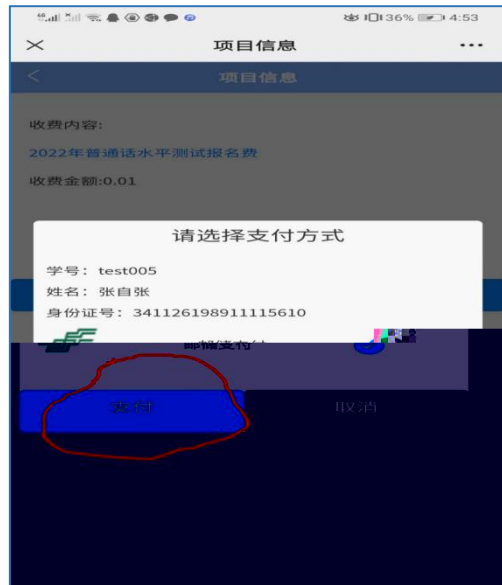 36% 4:53
项目信息
项目信息
收费内容:
2022年普通话水平测试报名费
收费金额:0.01
请选择支付方式
学号: test005
姓名: 张自张
身份证号: 341126198911115610
支付
取消